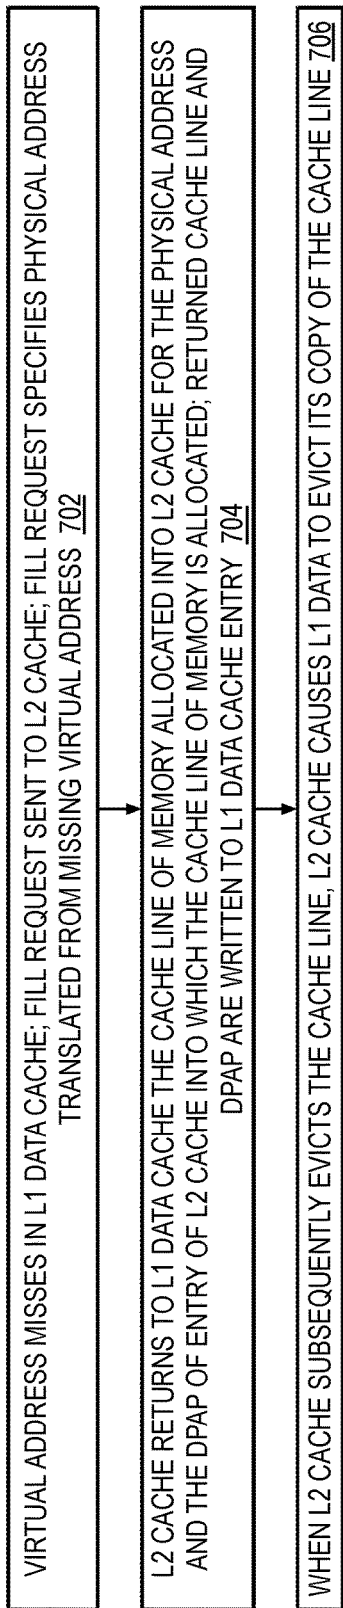 VIRTUAL ADDRESS MISSES IN L1 DATA CACHE; FILL REQUEST SENT TO L2 CACHE; FILL REQUEST SPECIFIES PHYSICAL ADDRESS
TRANSLATED FROM MISSING VIRTUAL ADDRESS 702
L2 CACHE RETURNS TO L1 DATA CACHE THE CACHE LINE OF MEMORY ALLOCATED INTO L2 CACHE FOR THE PHYSICAL ADDRESS
AND THE DPAP OF ENTRY OF L2 CACHE INTO WHICH THE CACHE LINE OF MEMORY IS ALLOCATED; RETURNED CACHE LINE AND
DPAP ARE WRITTEN TO L1 DATA CACHE ENTRY 704
WHEN L2 CACHE SUBSEQUENTLY EVICTS THE CACHE LINE, L2 CACHE CAUSES L1 DATA TO EVICT ITS COPY OF THE CACHE LINE 706